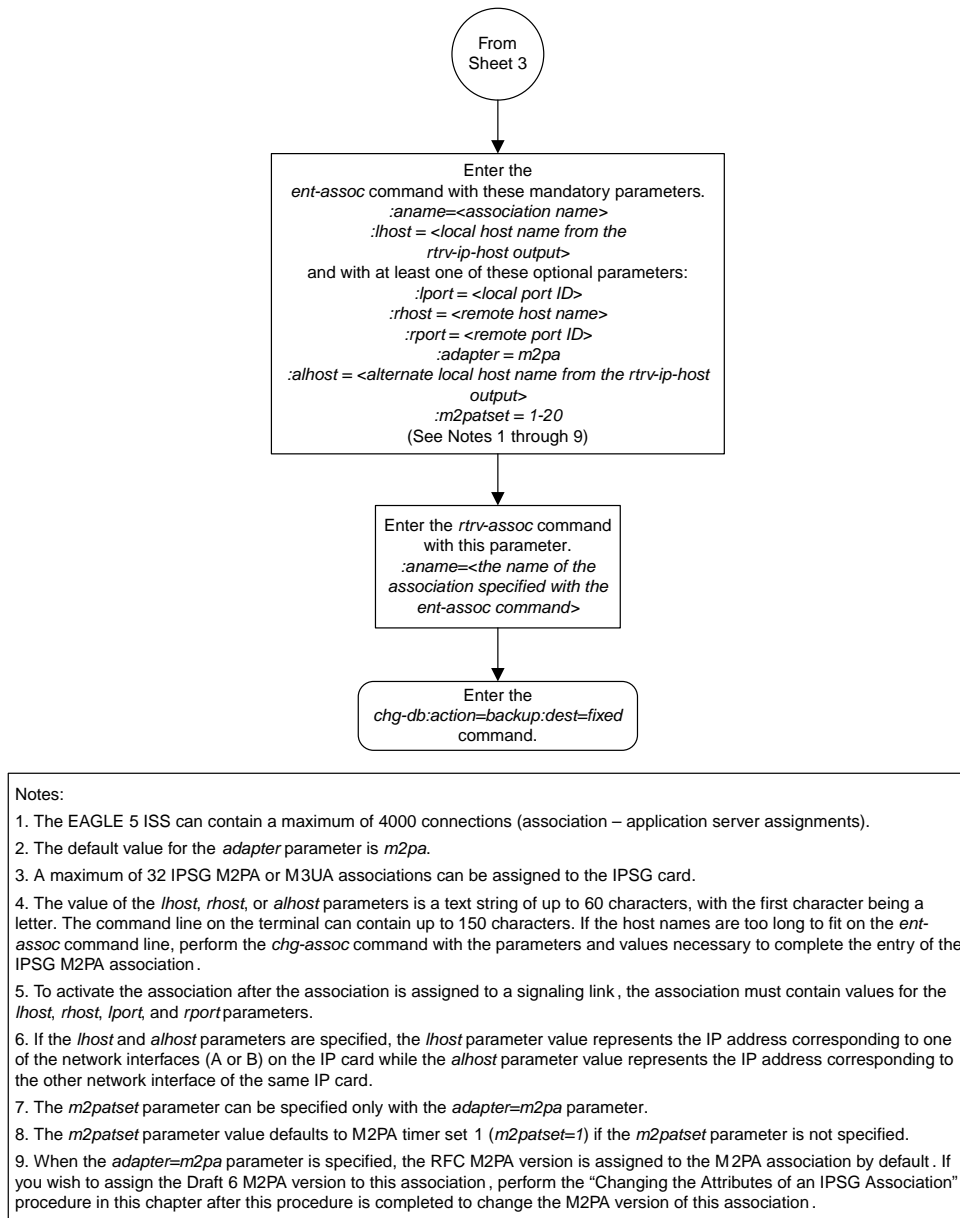 From
Sheet 3
Enter the
ent-assoc command with these mandatory parameters.
:aname=<association name>
:lhost = <local host name from the
rtrv-ip-host output>
and with at least one of these optional parameters:
:lport = <local port ID>
:rhost = <remote host name>
:rport = <remote port ID>
:adapter = m2pa
:alhost = <alternate local host name from the rtrv-ip-host
output>
:m2patset = 1-20
(See Notes 1 through 9)
Enter the rtrv-assoc command
with this parameter.
:aname=<the name of the
association specified with the
ent-assoc command>
Enter the
chg-db:action=backup:dest=fixed
command.
Notes:
1. The EAGLE 5 ISS can contain a maximum of 4000 connections (association – application server assignments).
2. The default value for the adapter parameter is m2pa.
3. A maximum of 32 IPSG M2PA or M3UA associations can be assigned to the IPSG card.
4. The value of the lhost, rhost, or alhost parameters is a text string of up to 60 characters, with the first character being a
letter. The command line on the terminal can contain up to 150 characters. If the host names are too long to fit on the ent-
assoc command line, perform the chg-assoc command with the parameters and values necessary to complete the entry of the
IPSG M2PA association.
5. To activate the association after the association is assigned to a signaling link, the association must contain values for the
lhost, rhost, lport, and rport parameters.
6. If the lhost and alhost parameters are specified, the lhost parameter value represents the IP address corresponding to one
of the network interfaces (A or B) on the IP card while the alhost parameter value represents the IP address corresponding to
the other network interface of the same IP card.
7. The m2patset parameter can be specified only with the adapter=m2pa parameter.
8. The m2patset parameter value defaults to M2PA timer set 1 (m2patset=1) if the m2patset parameter is not specified.
9. When the adapter=m2pa parameter is specified, the RFC M2PA version is assigned to the M2PA association by default. If
you wish to assign the Draft 6 M2PA version to this association, perform the “Changing the Attributes of an IPSG Association”
procedure in this chapter after this procedure is completed to change the M2PA version of this association.